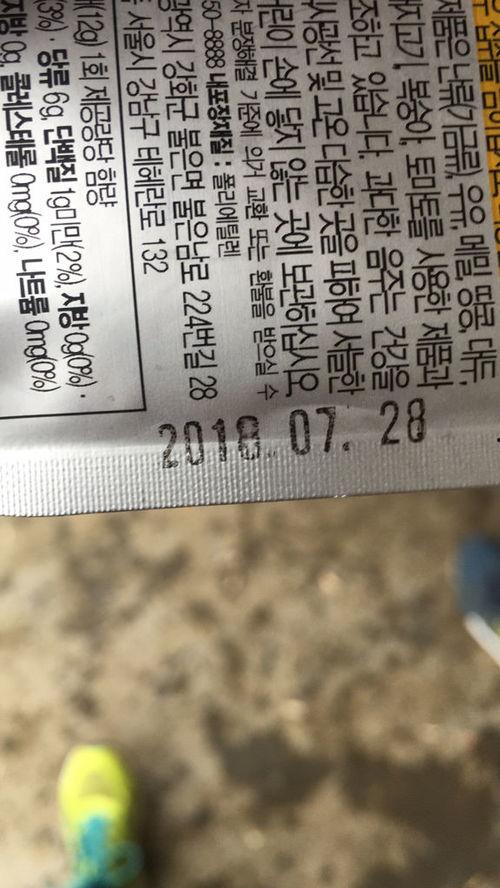 제품은 난류(가금류), 우유, 메밀, 땅콩, 대두,
돼지고기, 복숭아, 토마토를 사용한 제품과
조하고 있습니다. 과다한 음주는 건강을
사광선 및 고온 다습한 곳을 피하여 서늘한
어린이 손에 닿지 않는 곳에 보관하십시오
자 분쟁해결 기준에 의거 교환 또는 환불을 받으실 수
50-8888 내포장재질 : 폴리에틸렌
광역시 강화군 불은면 불은남로 224번길 28
서울시 강남구 테헤란로 132
(12g) 1회 제공량당 함량
(3%), 당류 6g, 단백질 1g미만(2%), 지방 0g(0%),
지방 0g, 콜레스테롤 0mg(0%), 나트륨 0mg(0%)
2018. 07. 28